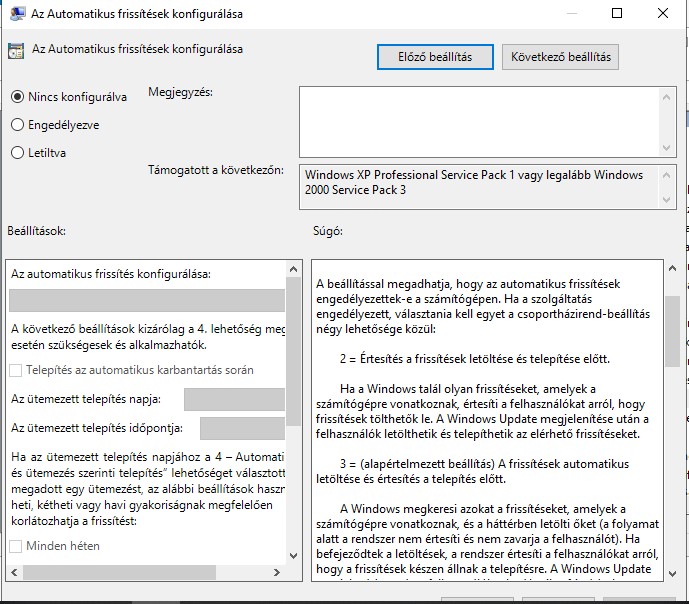 Az Automatikus frissítések konfigurálása
Az Automatikus frissítések konfigurálása
Előző beállítás
Következő beállítás
Nincs konfigurálva
Engedélyezve
Letiltva
Megjegyzés:
Támogatott a következőn:
Windows XP Professional Service Pack 1 vagy legalább Windows
2000 Service Pack 3
Beállítások:
Súgó:
Az automatikus frissítés konfigurálása:
A következő beállítások kizárólag a 4. lehetőség meg
esetén szükségesek és alkalmazhatók.
Telepítés az automatikus karbantartás során
Az ütemezett telepítés napja:
Az ütemezett telepítés időpontja:
Ha az ütemezett telepítés napjához a 4 – Automati
és ütemezés szerinti telepítés” lehetőséget választott
megadott egy ütemezést, az alábbi beállítások haszn
heti, kétheti vagy havi gyakoriságnak megfelelően
korlátozhatja a frissítést:
Minden héten
A beállítással megadhatja, hogy az automatikus frissítések
engedélyezettek-e a számítógépen. Ha a szolgáltatás
engedélyezett, választania kell egyet a csoportházirend-beállítás
négy lehetősége közül:
2 = Értesítés a frissítések letöltése és telepítése előtt.
Ha a Windows talál olyan frissítéseket, amelyek a
számítógépre vonatkoznak, értesíti a felhasználókat arról, hogy
frissítések tölthetők le. A Windows Update megjelenítése után a
felhasználók letölthetik és telepíthetik az elérhető frissítéseket.
3 = (alapértelmezett beállítás) A frissítések automatikus
letöltése és értesítés a telepítés előtt.
A Windows megkeresi azokat a frissítéseket, amelyek a
számítógépre vonatkoznak, és a háttérben letölti őket (a folyamat
alatt a rendszer nem értesíti és nem zavarja a felhasználót). Ha
befejeződtek a letöltések, a rendszer értesíti a felhasználókat arról,
hogy a frissítések készen állnak a telepítésre. A Windows Update